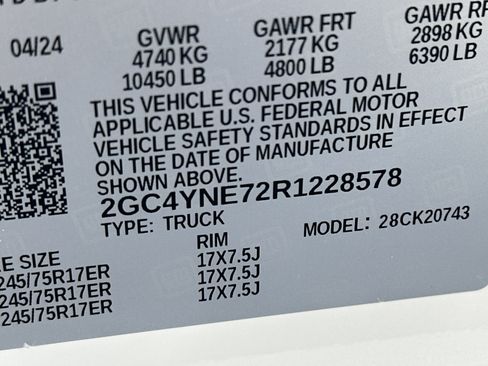 04/24 GVWR GAWR FRT GAWR RR
4740 KG 2177 KG 2898 KG
10450 LB 4800 LB 6390 LB
THIS VEHICLE CONFORMS TO ALL
APPLICABLE U.S. FEDERAL MOTOR
VEHICLE SAFETY STANDARDS IN EFFECT
ON THE DATE OF MANUFACTURE
SHOWN ABOVE.
2GC4YNE72R1228578
TYPE: TRUCK MODEL: 28CK20743
SIZE RIM
245/75R17ER 17X7.5J
245/75R17ER 17X7.5J
245/75R17ER 17X7.5J